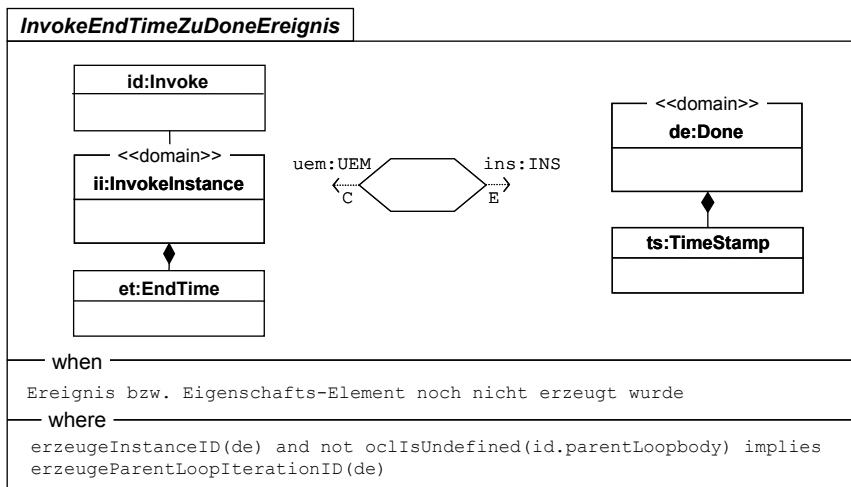 InvokeEndTimeZuDoneEreignis
id:Invoke
<<domain>>
ii:InvokeInstance
et:EndTime
uem:UEM
ins:INS
C
E
<<domain>>
de:Done
ts:TimeStamp
when
Ereignis bzw. Eigenschafts-Element noch nicht erzeugt wurde
where
erzeugeInstanceID(de) and not oclIsUndefined(id.parentLoopbody) implies
erzeugeParentLoopIterationID(de)